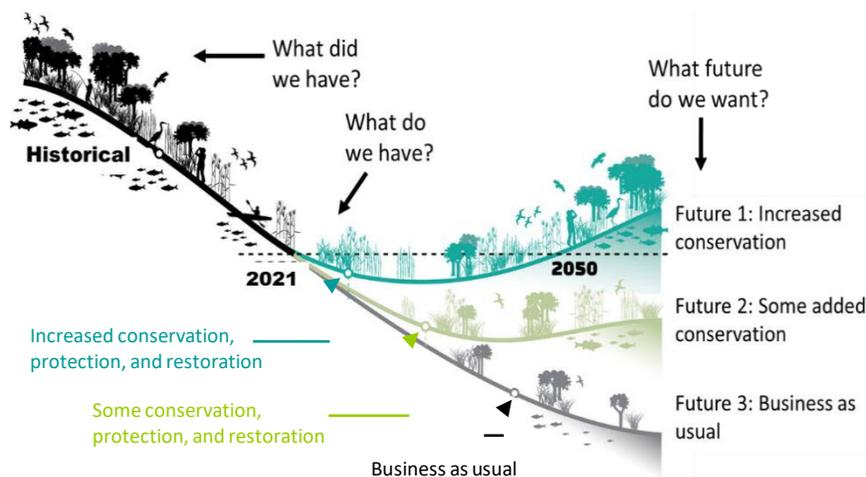 What did
we have?
What future
do we want?
What do
we have?
Historical
Future 1: Increased
conservation
2021
2050
Future 2: Some added
conservation
Increased conservation,
protection, and restoration
Some conservation,
protection, and restoration
Future 3: Business as
usual
Business as usual